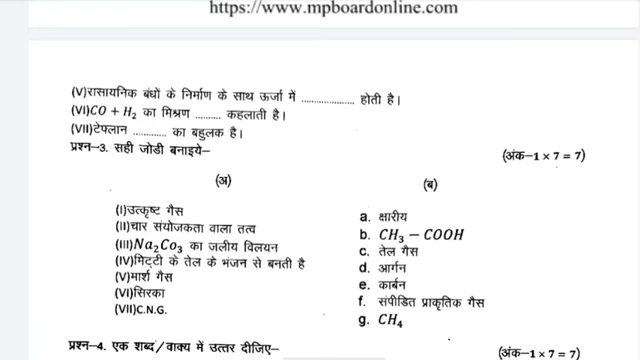 https://www.mpboardonline.com
(V)रासायनिक बंधों के निर्माण के साथ ऊर्जा में .................... होती है।
(VI)CO + H₂ का मिश्रण .......... कहलाती है।
(VII)टेफ्लान ............. का बहुलक है।
प्रश्न–3. सही जोडी बनाइये– (अंक–1 × 7 = 7)
(अ) (ब)
(I)उत्कृष्ट गैस a. क्षारीय
(II)चार संयोजकता वाला तत्व b. CH₃ − COOH
(III)Na₂Co₃ का जलीय विलयन c. तेल गैस
(IV)मिट्टी के तेल के भंजन से बनती है d. आर्गन
(V)मार्श गैस e. कार्बन
(VI)सिरका f. संपीडित प्राकृतिक गैस
(VII)C.N.G. g. CH₄
प्रश्न–4. एक शब्द/वाक्य में उत्तर दीजिए– (अंक–1 × 7 = 7)